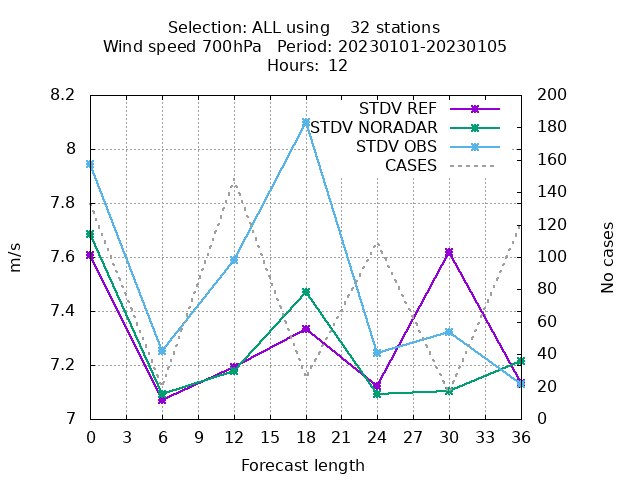 Selection: ALL using    32 stations
Wind speed 700hPa   Period: 20230101-20230105
Hours:  12
STDV REF
STDV NORADAR
STDV OBS
CASES
8.2
8
7.8
7.6
7.4
7.2
7
m/s
200
180
160
140
120
100
80
60
40
20
0
No cases
0 3 6 9 12 15 18 21 24 27 30 33 36
Forecast length